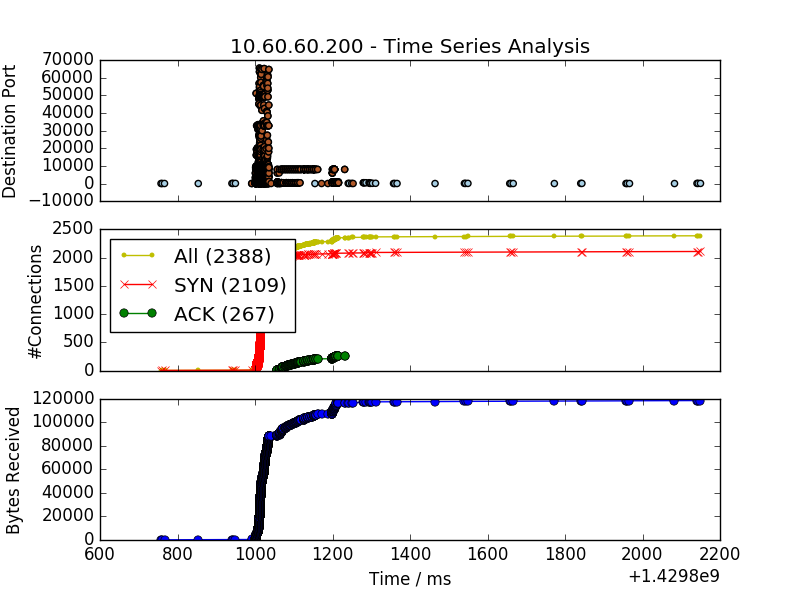 10.60.60.200 - Time Series Analysis
Destination Port
70000
60000
50000
40000
30000
20000
10000
0
−10000
#Connections
2500
2000
1500
1000
500
0
All (2388)
SYN (2109)
ACK (267)
Bytes Received
120000
100000
80000
60000
40000
20000
0
600 800 1000 1200 1400 1600 1800 2000 2200
Time / ms
+1.4298e9